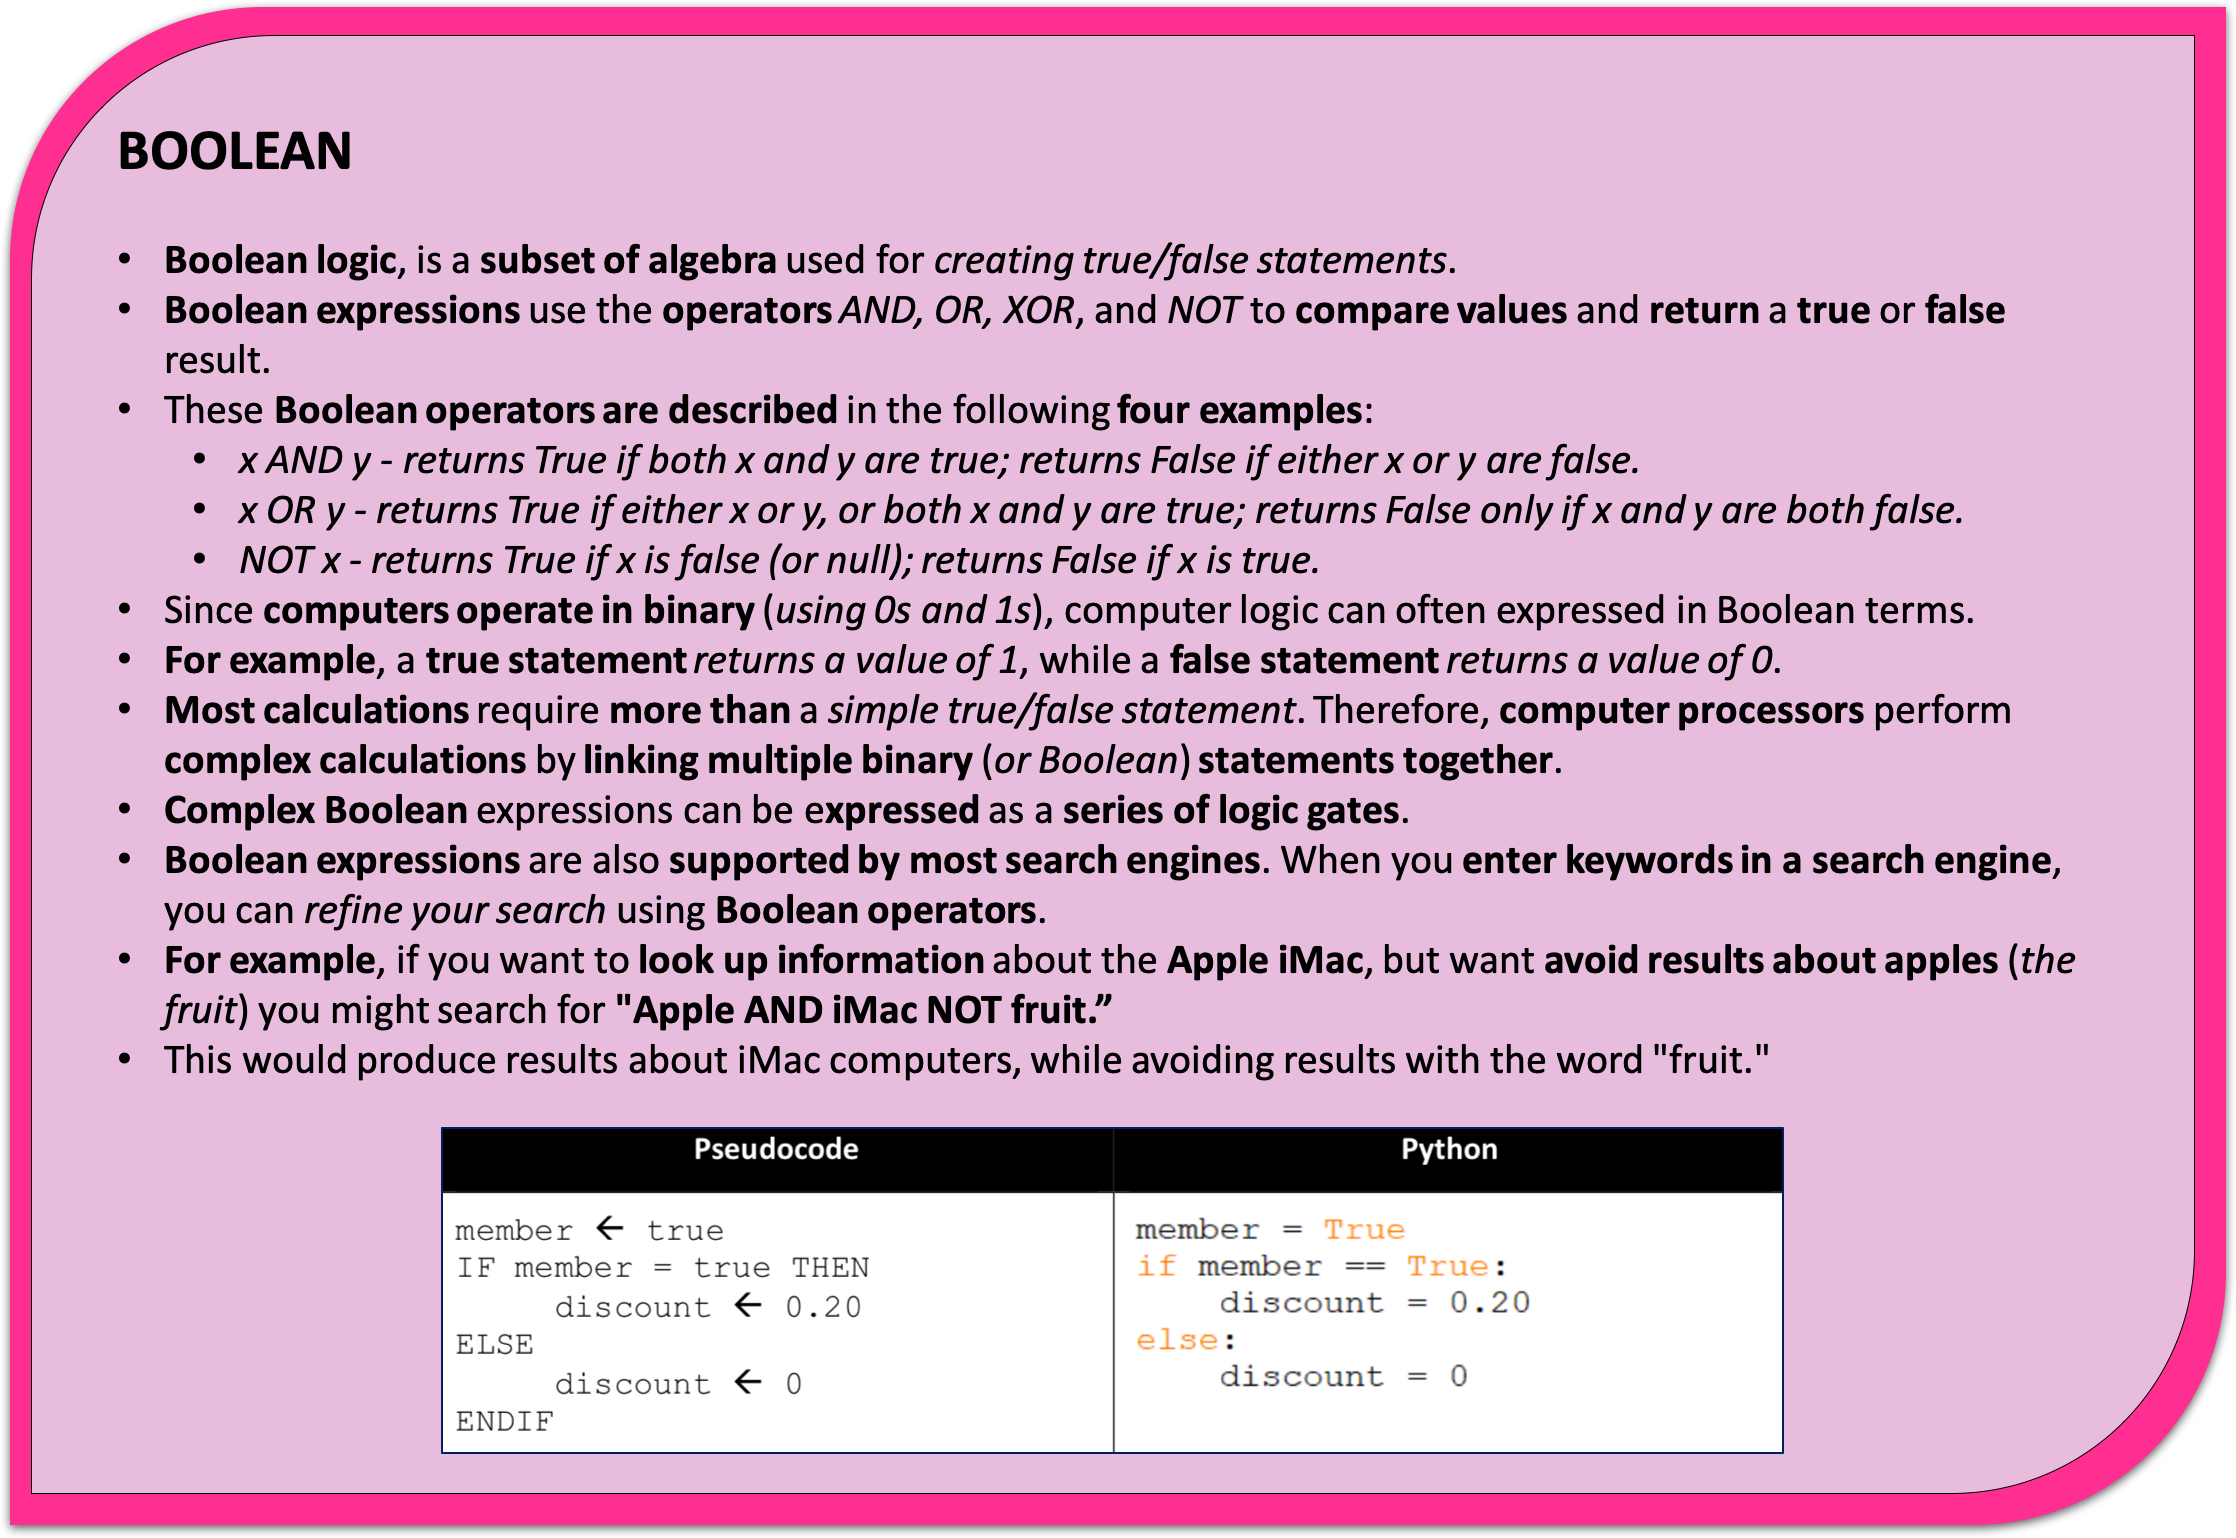 BOOLEAN
• Boolean logic, is a subset of algebra used for creating true/false statements.
• Boolean expressions use the operators AND, OR, XOR, and NOT to compare values and return a true or false
result.
• These Boolean operators are described in the following four examples:
• x AND y - returns True if both x and y are true; returns False if either x or y are false.
• x OR y - returns True if either x or y, or both x and y are true; returns False only if x and y are both false.
• NOT x - returns True if x is false (or null); returns False if x is true.
• Since computers operate in binary (using 0s and 1s), computer logic can often expressed in Boolean terms.
• For example, a true statement returns a value of 1, while a false statement returns a value of 0.
• Most calculations require more than a simple true/false statement. Therefore, computer processors perform
complex calculations by linking multiple binary (or Boolean) statements together.
• Complex Boolean expressions can be expressed as a series of logic gates.
• Boolean expressions are also supported by most search engines. When you enter keywords in a search engine,
you can refine your search using Boolean operators.
• For example, if you want to look up information about the Apple iMac, but want avoid results about apples (the
fruit) you might search for "Apple AND iMac NOT fruit.”
• This would produce results about iMac computers, while avoiding results with the word "fruit."
Pseudocode
member ← true
IF member = true THEN
discount ← 0.20
ELSE
discount ← 0
ENDIF
Python
member = True
if member == True:
discount = 0.20
else:
discount = 0